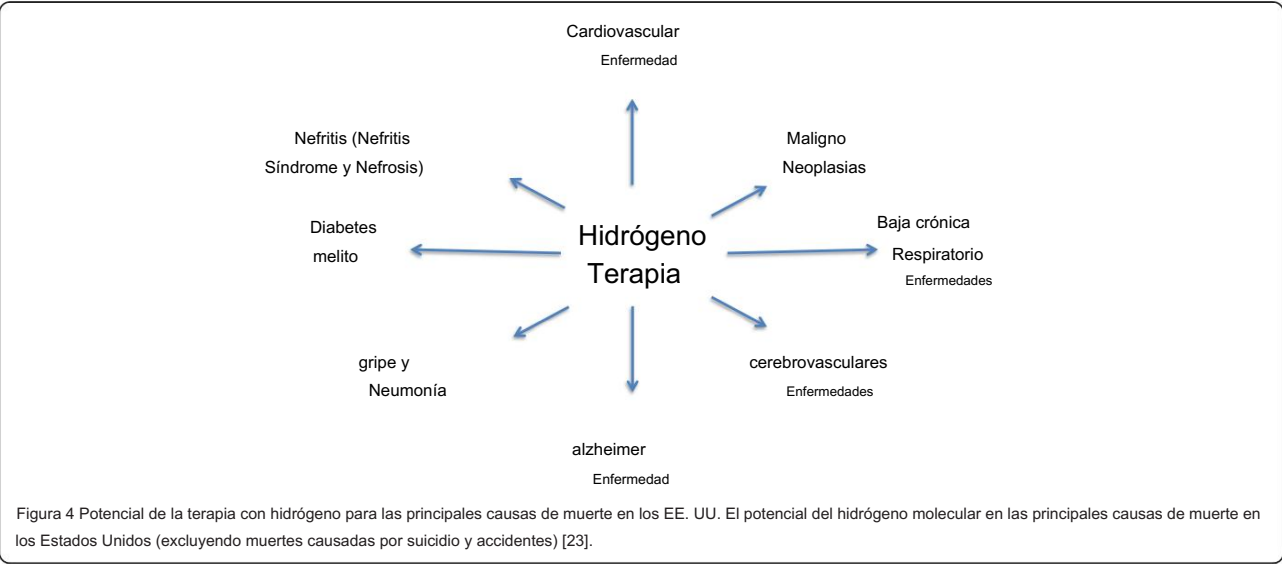 Cardiovascular
Enfermedad
Nefritis (Nefritis
Síndrome y Nefrosis)
Maligno
Neoplasias
Diabetes
melito
Hidrógeno
Terapia
Baja crónica
Respiratorio
Enfermedades
gripe y
Neumonía
cerebrovasculares
Enfermedades
alzheimer
Enfermedad
Figura 4 Potencial de la terapia con hidrógeno para las principales causas de muerte en los EE. UU. El potencial del hidrógeno molecular en las principales causas de muerte en
los Estados Unidos (excluyendo muertes causadas por suicidio y accidentes) [23].